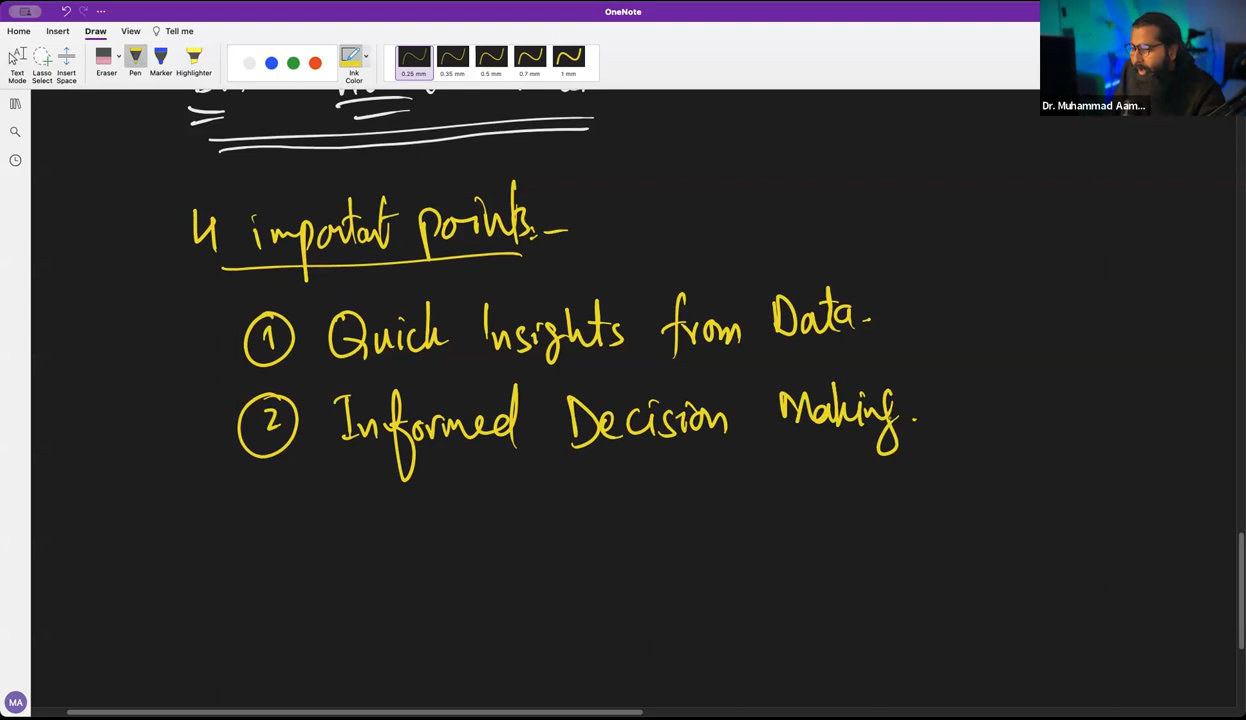 OneNote
Home Insert Draw View Tell me
Text Mode
Lasso Select
Insert Space
Eraser
Pen
Marker
Highlighter
Ink Color
0.25 mm
0.35 mm
0.5 mm
0.7 mm
1 mm
Dr. Muhammad Aam...
4 important points:-
1 Quick Insights from Data.
2 Informed Decision Making.
MA